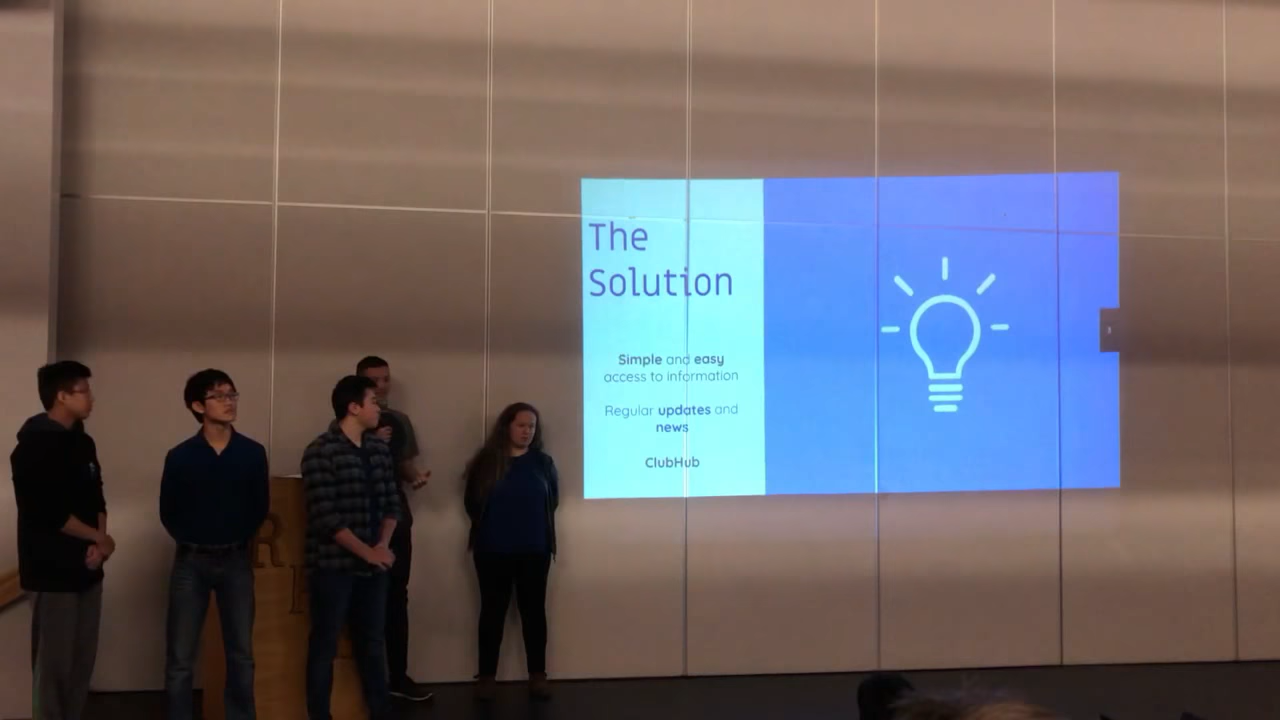 The
Solution
Simple and easy
access to information
Regular updates and
news
ClubHub
R